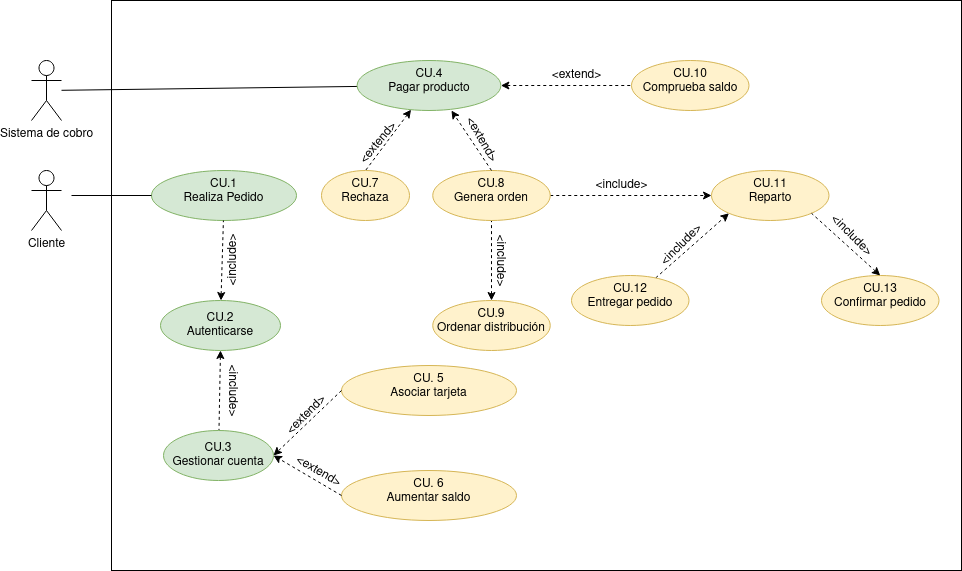 CU.4
Pagar producto
<extend>
CU.10
Comprueba saldo
Sistema de cobro
<extend>
<extend>
CU.1
Realiza Pedido
CU.7
Rechaza
CU.8
Genera orden
<include>
CU.11
Reparto
Cliente
<include>
<include>
<include>
<include>
CU.12
Entregar pedido
CU.13
Confirmar pedido
CU.2
Autenticarse
CU.9
Ordenar distribución
<include>
CU. 5
Asociar tarjeta
<extend>
CU.3
Gestionar cuenta
<extend>
CU. 6
Aumentar saldo